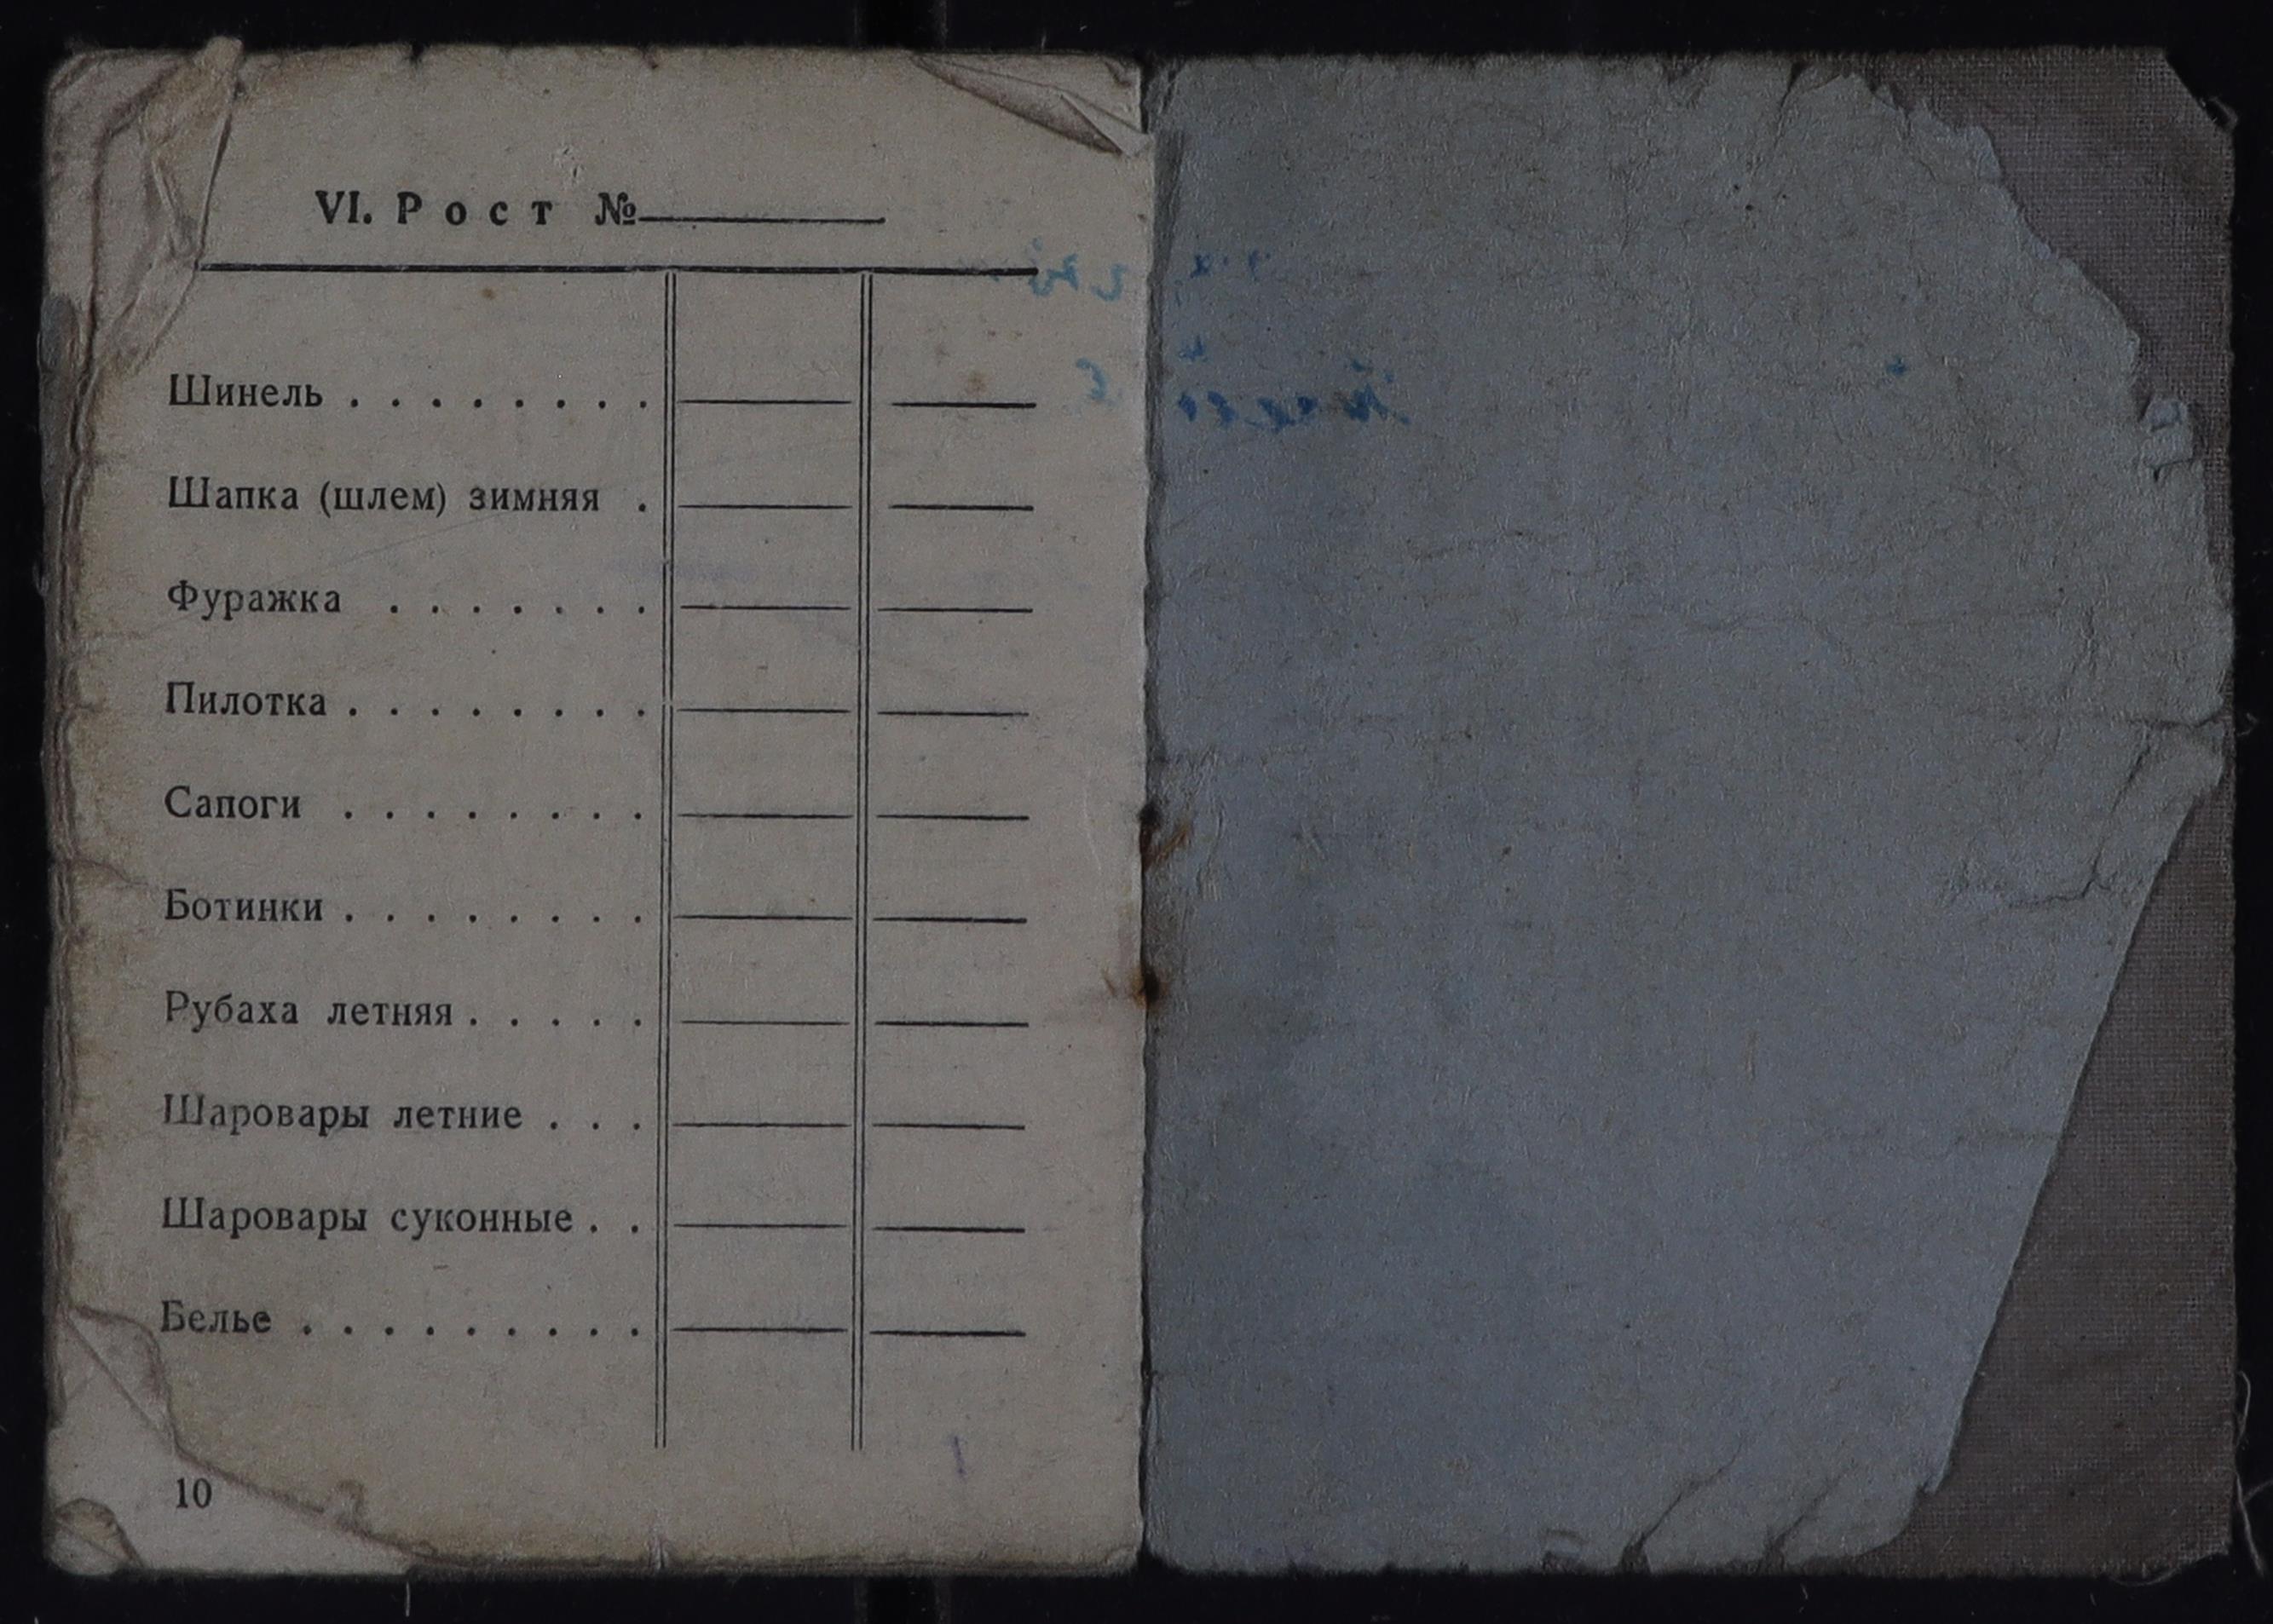 VI. Рост №
Шинель . . . . . . . .
Шапка (шлем) зимняя .
Фуражка . . . . . . .
Пилотка . . . . . . . .
Сапоги . . . . . . . .
Ботинки . . . . . . . .
Рубаха летняя . . . . .
Шаровары летние . . .
Шаровары суконные . .
Белье . . . . . . . . .
10